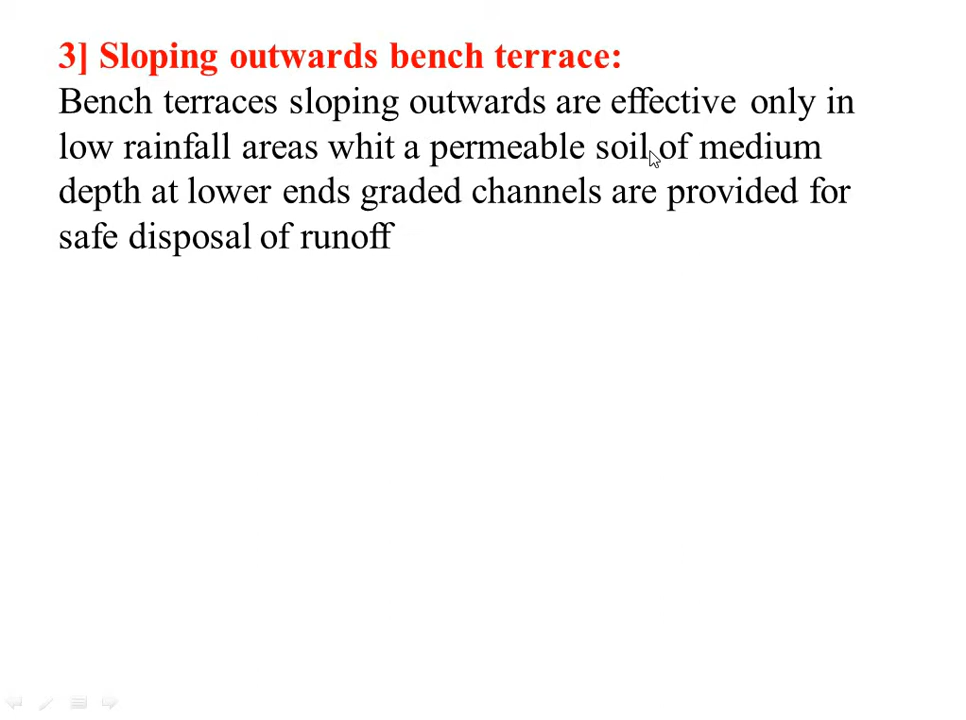 3] Sloping outwards bench terrace:
Bench terraces sloping outwards are effective only in
low rainfall areas whit a permeable soil of medium
depth at lower ends graded channels are provided for
safe disposal of runoff